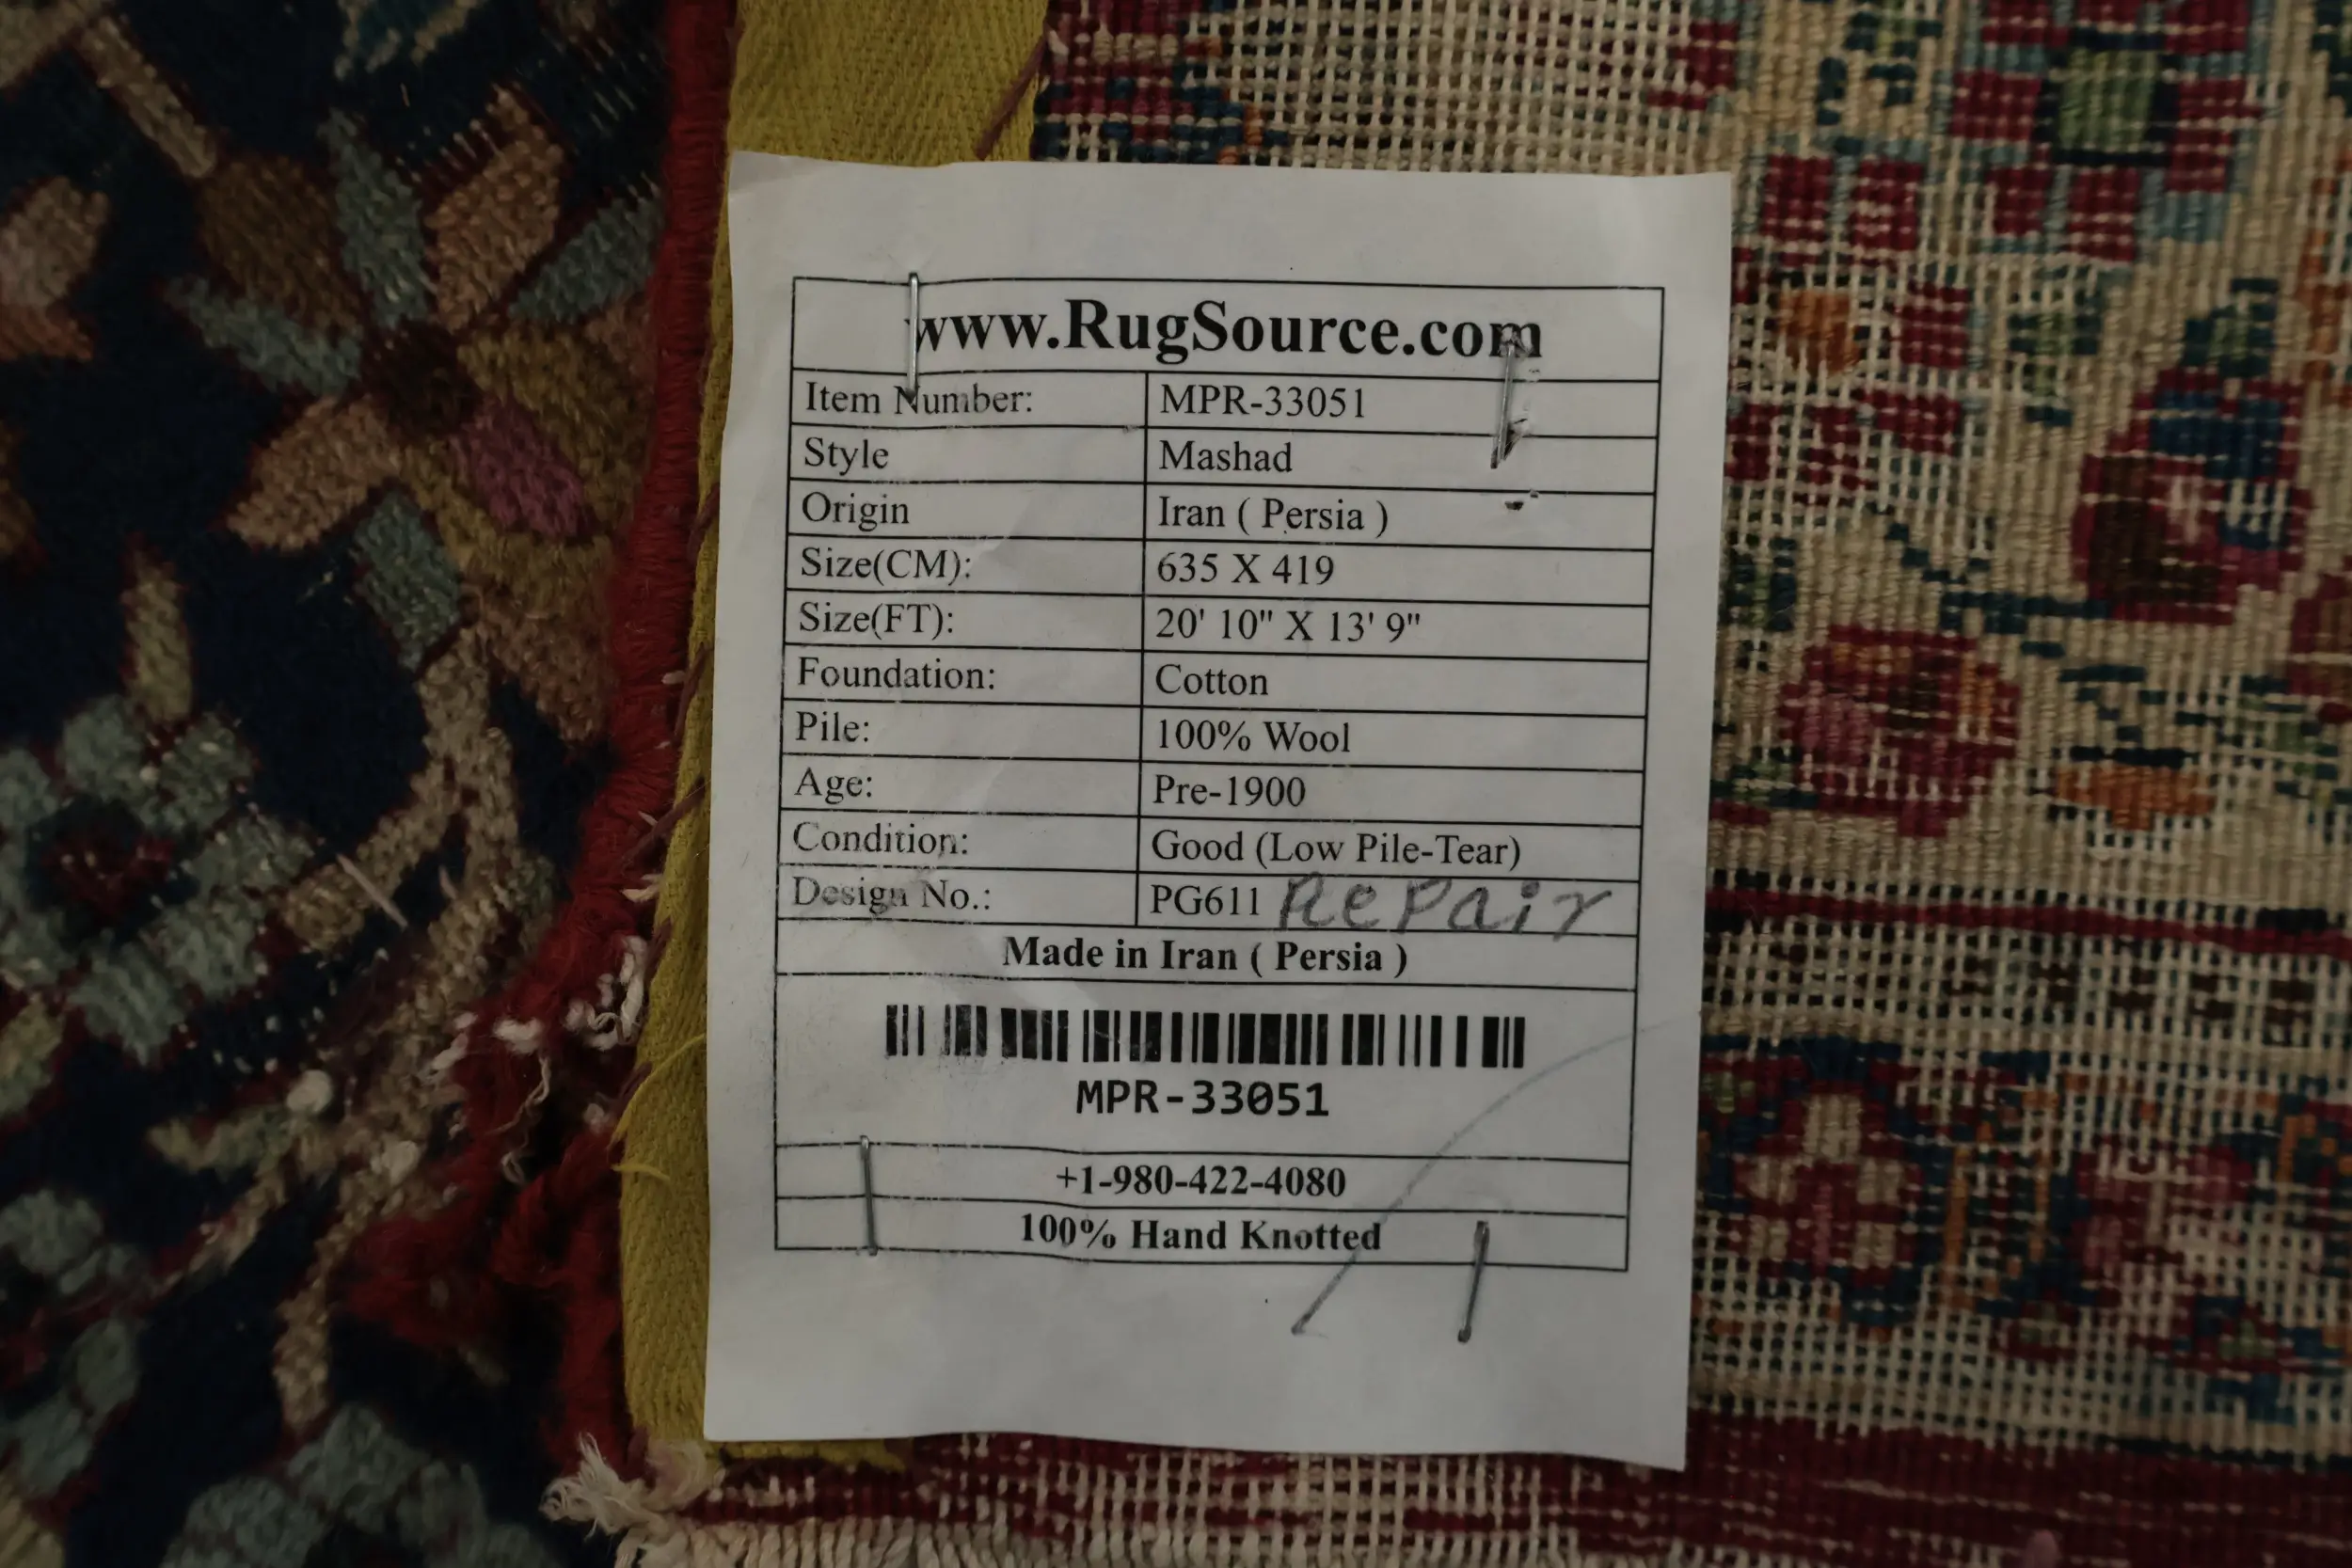 www.RugSource.com
Item Number: MPR-33051
Style Mashad
Origin Iran ( Persia )
Size(CM): 635 X 419
Size(FT): 20' 10" X 13' 9"
Foundation: Cotton
Pile: 100% Wool
Age: Pre-1900
Condition: Good (Low Pile-Tear)
Design No.: PG611 Repair
Made in Iran ( Persia )
MPR-33051
+1-980-422-4080
100% Hand Knotted